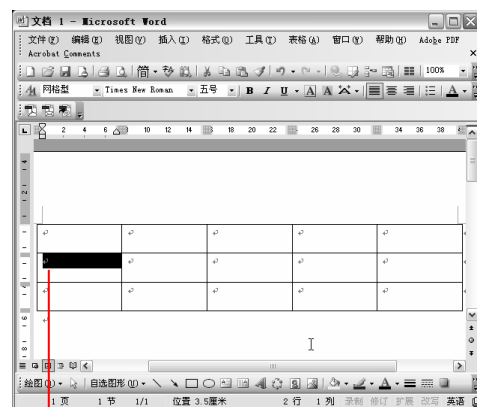 文档 1 - Microsoft Word
文件(F) 编辑(E) 视图(V) 插入(I) 格式(O) 工具(T) 表格(A) 窗口(W) 帮助(H) Adobe PDF
Acrobat Comments
简 100%
网格型 Times New Roman 五号 B I U A A A
L 2 4 6 10 12 14 18 20 22 26 28 30 34 36 38
绘图(D) 自选图形(U)
1 页 1 节 1/1 位置 3.5厘米 2 行 1 列 录制 修订 扩展 改写 英语